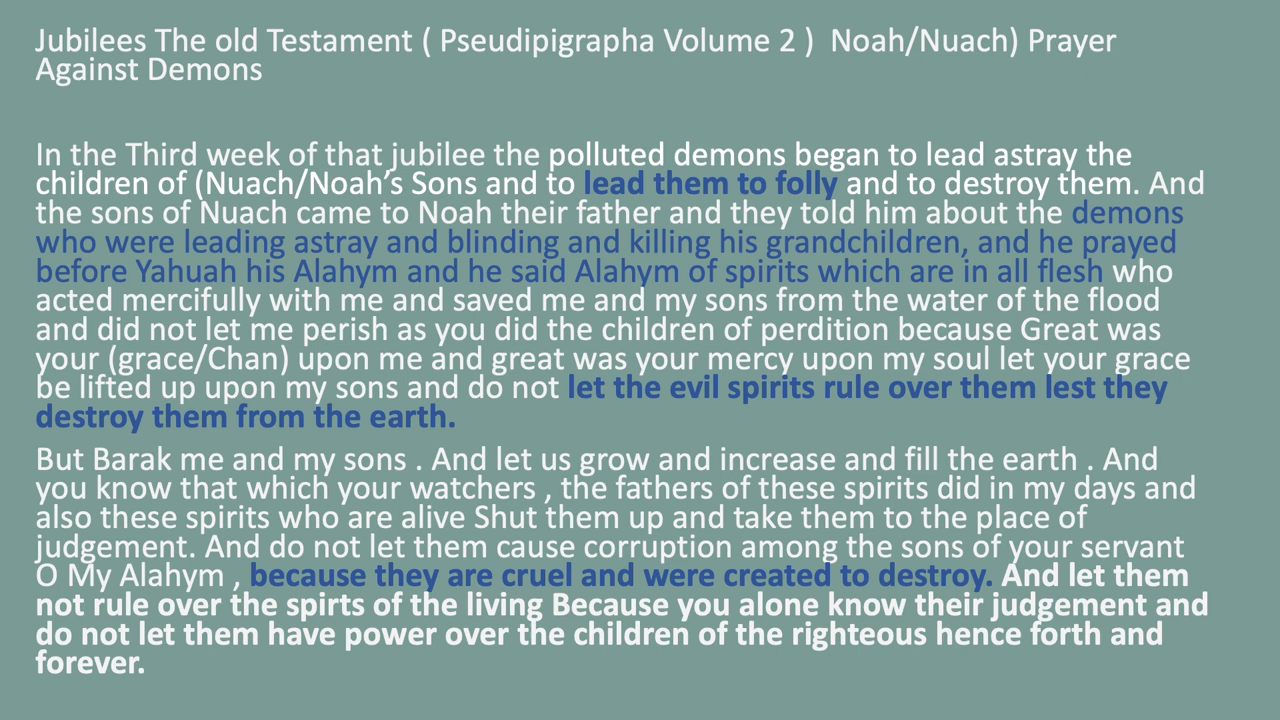 Jubilees The old Testament ( Pseudipigrapha Volume 2 )  Noah/Nuach) Prayer
Against Demons
In the Third week of that jubilee the polluted demons began to lead astray the
children of (Nuach/Noah’s Sons and to lead them to folly and to destroy them. And
the sons of Nuach came to Noah their father and they told him about the demons
who were leading astray and blinding and killing his grandchildren, and he prayed
before Yahuah his Alahym and he said Alahym of spirits which are in all flesh who
acted mercifully with me and saved me and my sons from the water of the flood
and did not let me perish as you did the children of perdition because Great was
your (grace/Chan) upon me and great was your mercy upon my soul let your grace
be lifted up upon my sons and do not let the evil spirits rule over them lest they
destroy them from the earth.
But Barak me and my sons . And let us grow and increase and fill the earth . And
you know that which your watchers , the fathers of these spirits did in my days and
also these spirits who are alive Shut them up and take them to the place of
judgement. And do not let them cause corruption among the sons of your servant
O My Alahym , because they are cruel and were created to destroy. And let them
not rule over the spirts of the living Because you alone know their judgement and
do not let them have power over the children of the righteous hence forth and
forever.